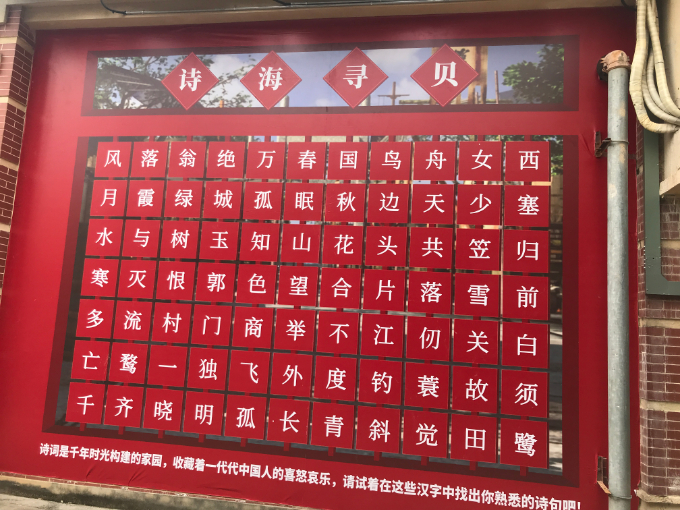 诗海寻贝
风落翁绝万春国鸟舟女西
月霞绿城孤眠秋边天少塞
水与树玉知山花头共笠归
寒灭恨郭色望合片落雪前
多流村门商举不江仞关白
亡鹜一独飞外度钓蓑故须
千齐晓明孤长青斜觉田鹭
诗词是千年时光构建的家园，收藏着一代代中国人的喜怒哀乐，请试着在这些汉字中找出你熟悉的诗句吧！